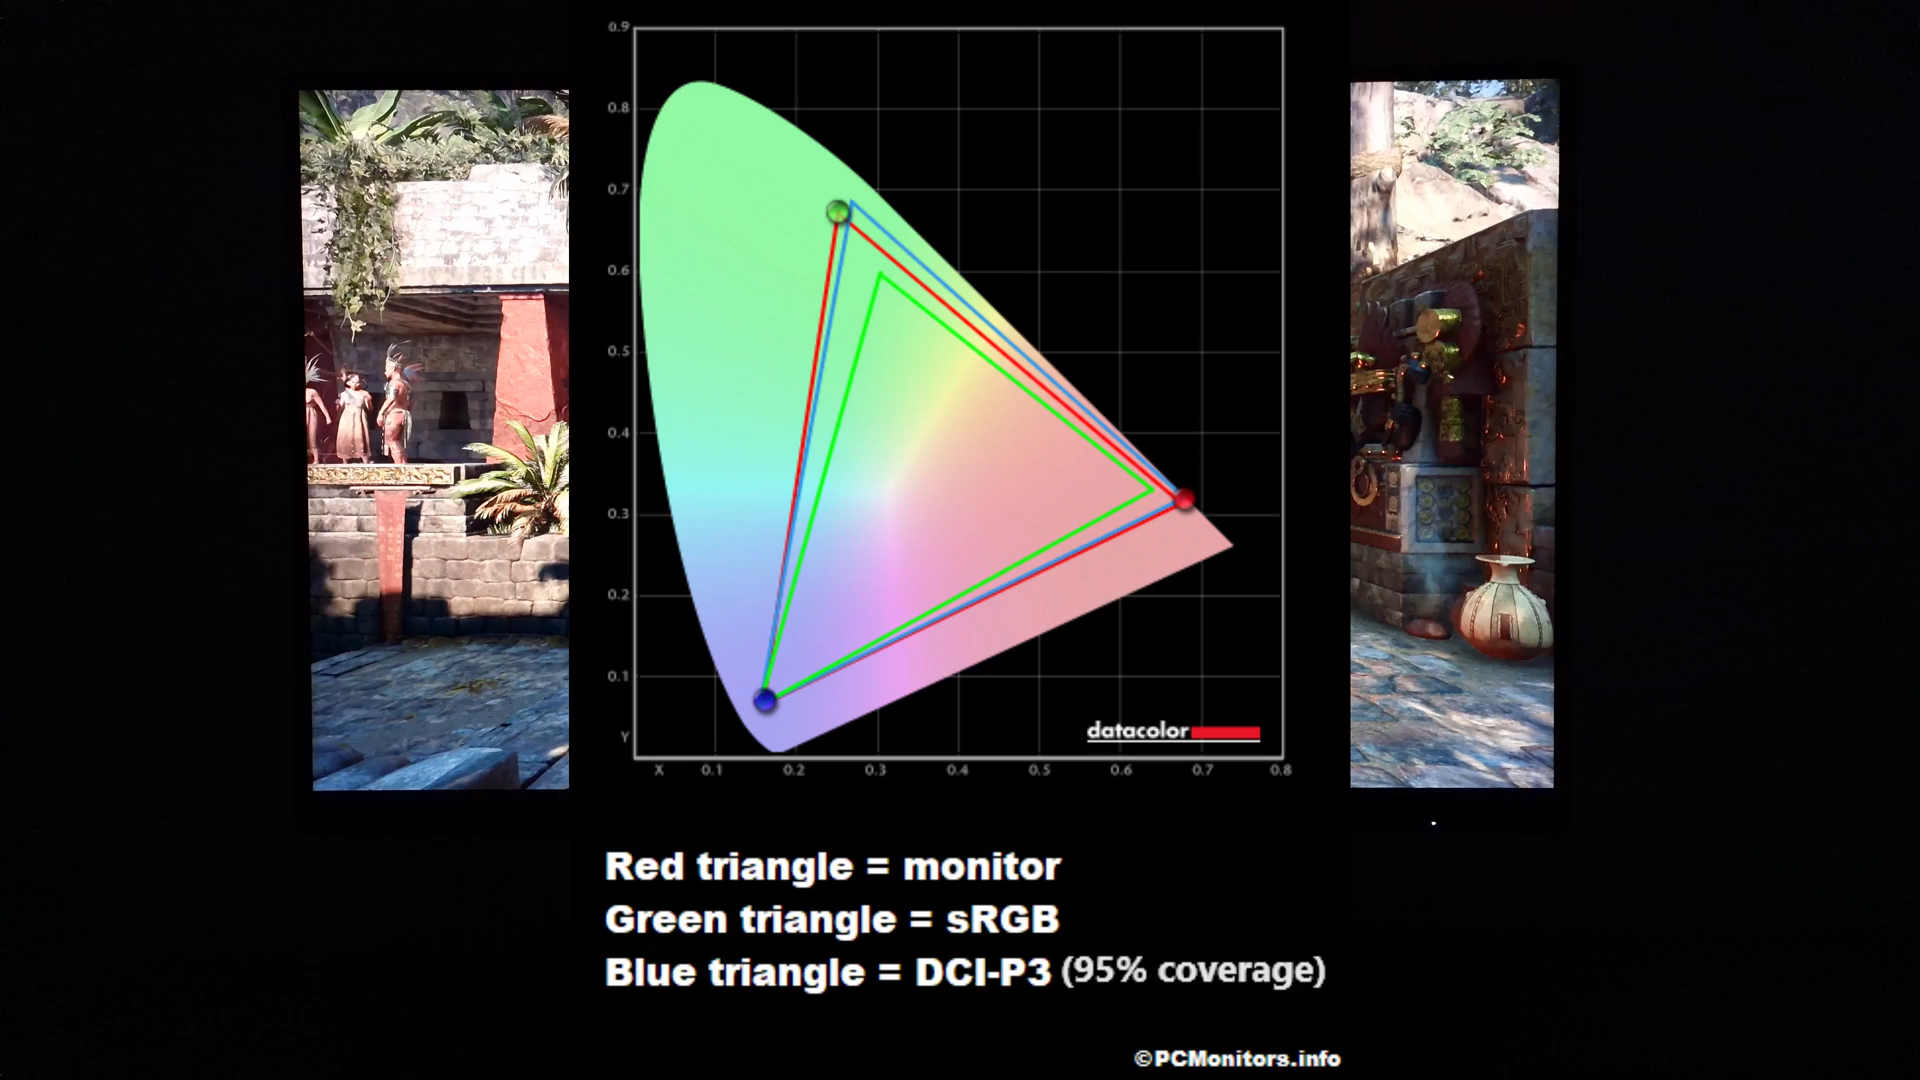 0.9
0.8
0.7
0.6
0.5
0.4
0.3
0.2
0.1
Y
X 0.1 0.2 0.3 0.4 0.5 0.6 0.7 0.8
datacolor
Red triangle = monitor
Green triangle = sRGB
Blue triangle = DCI-P3 (95% coverage)
©PCMonitors.info